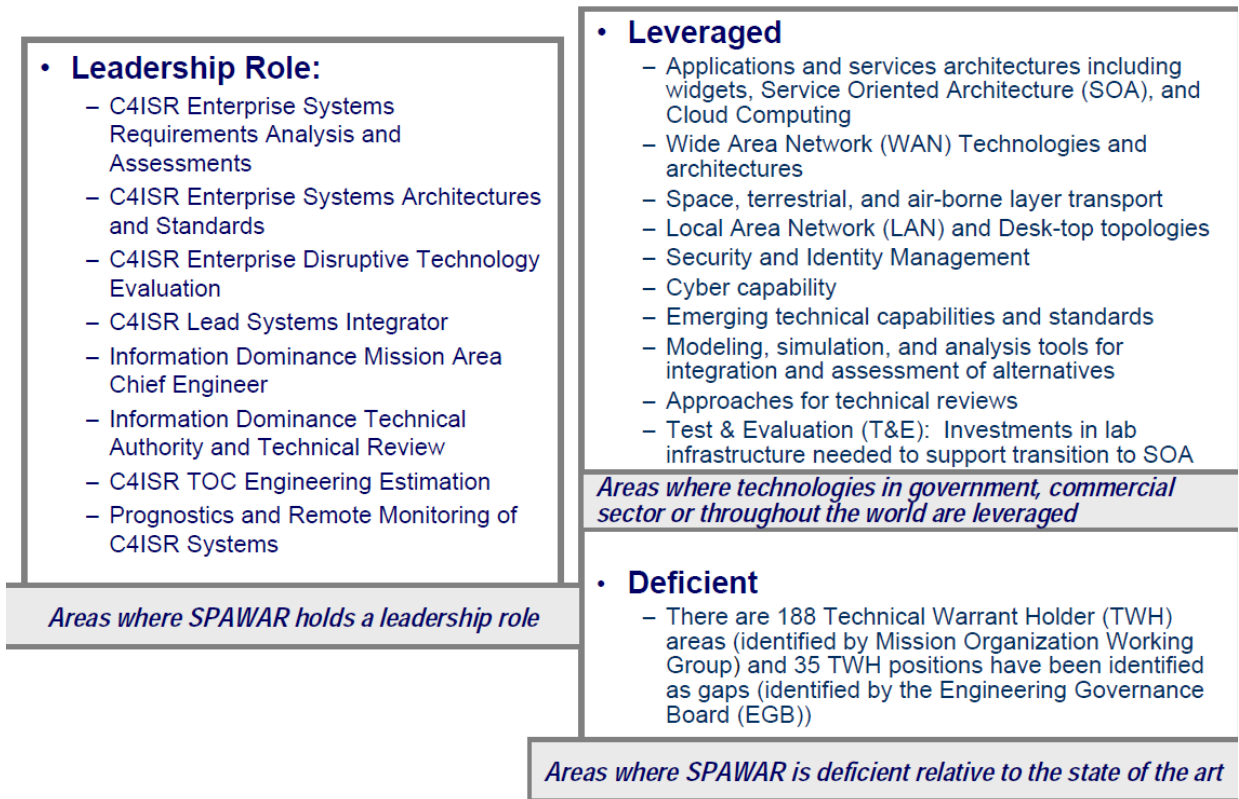 • Leadership Role:
– C4ISR Enterprise Systems
Requirements Analysis and
Assessments
– C4ISR Enterprise Systems Architectures
and Standards
– C4ISR Enterprise Disruptive Technology
Evaluation
– C4ISR Lead Systems Integrator
– Information Dominance Mission Area
Chief Engineer
– Information Dominance Technical
Authority and Technical Review
– C4ISR TOC Engineering Estimation
– Prognostics and Remote Monitoring of
C4ISR Systems
Areas where SPAWAR holds a leadership role
• Leveraged
– Applications and services architectures including
widgets, Service Oriented Architecture (SOA), and
Cloud Computing
– Wide Area Network (WAN) Technologies and
architectures
– Space, terrestrial, and air-borne layer transport
– Local Area Network (LAN) and Desk-top topologies
– Security and Identity Management
– Cyber capability
– Emerging technical capabilities and standards
– Modeling, simulation, and analysis tools for
integration and assessment of alternatives
– Approaches for technical reviews
– Test & Evaluation (T&E): Investments in lab
infrastructure needed to support transition to SOA
Areas where technologies in government, commercial
sector or throughout the world are leveraged
• Deficient
– There are 188 Technical Warrant Holder (TWH)
areas (identified by Mission Organization Working
Group) and 35 TWH positions have been identified
as gaps (identified by the Engineering Governance
Board (EGB))
Areas where SPAWAR is deficient relative to the state of the art